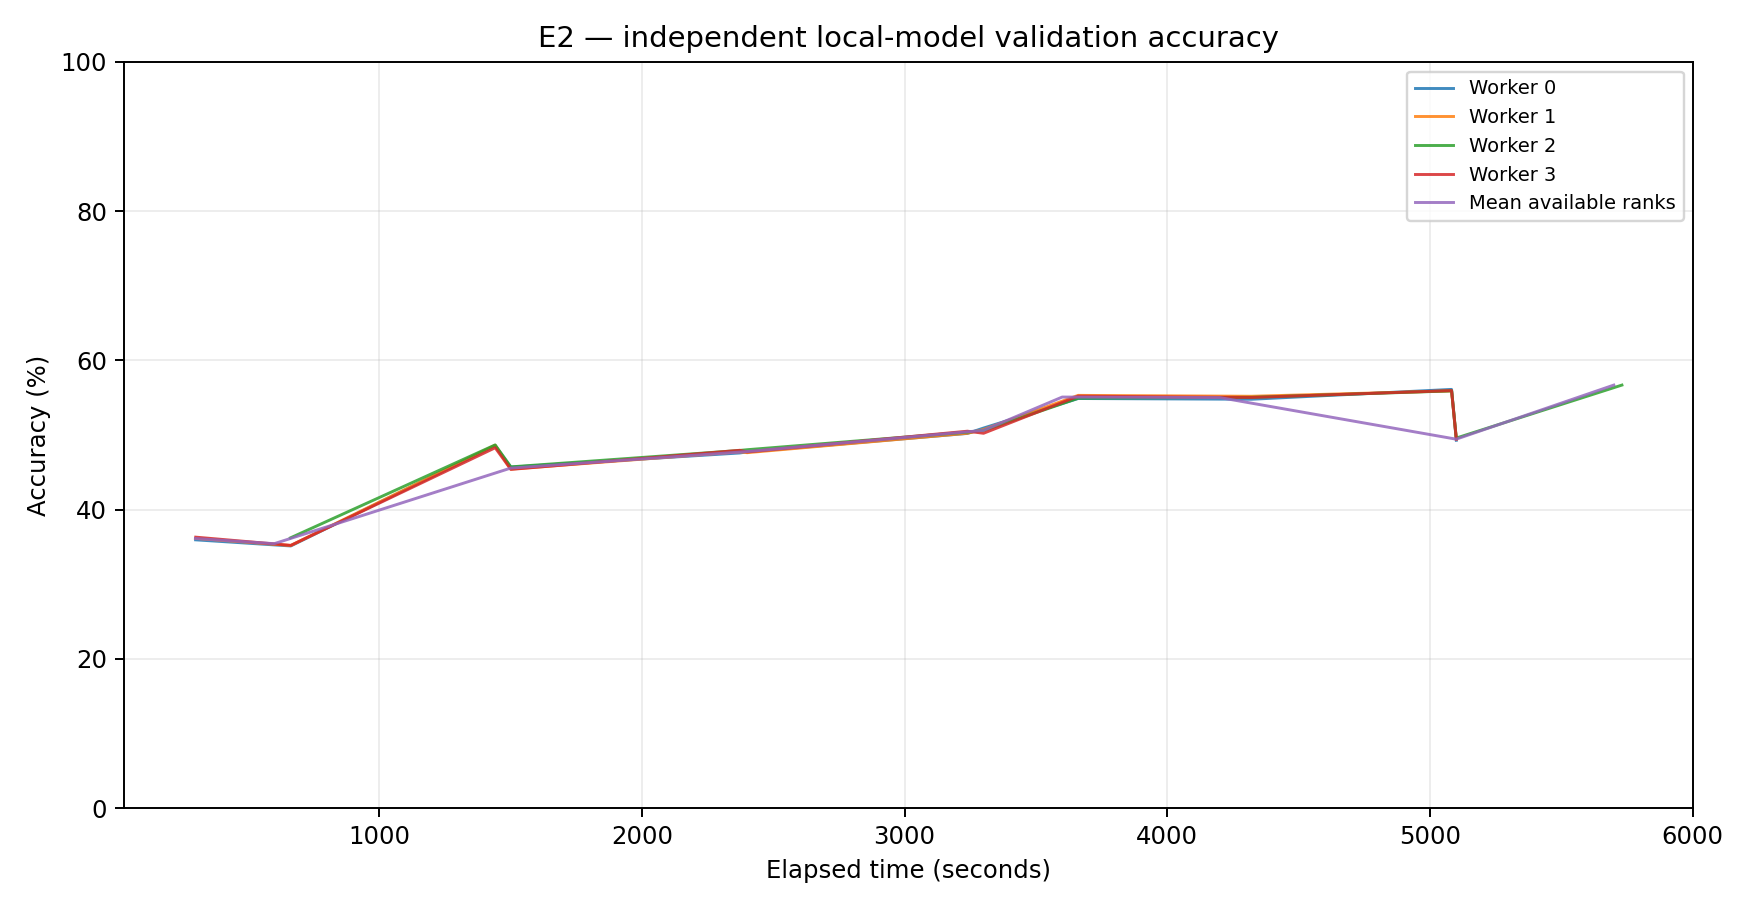 E2 — independent local-model validation accuracy
100
80
60
40
20
0
Accuracy (%)
Worker 0
Worker 1
Worker 2
Worker 3
Mean available ranks
1000 2000 3000 4000 5000 6000
Elapsed time (seconds)